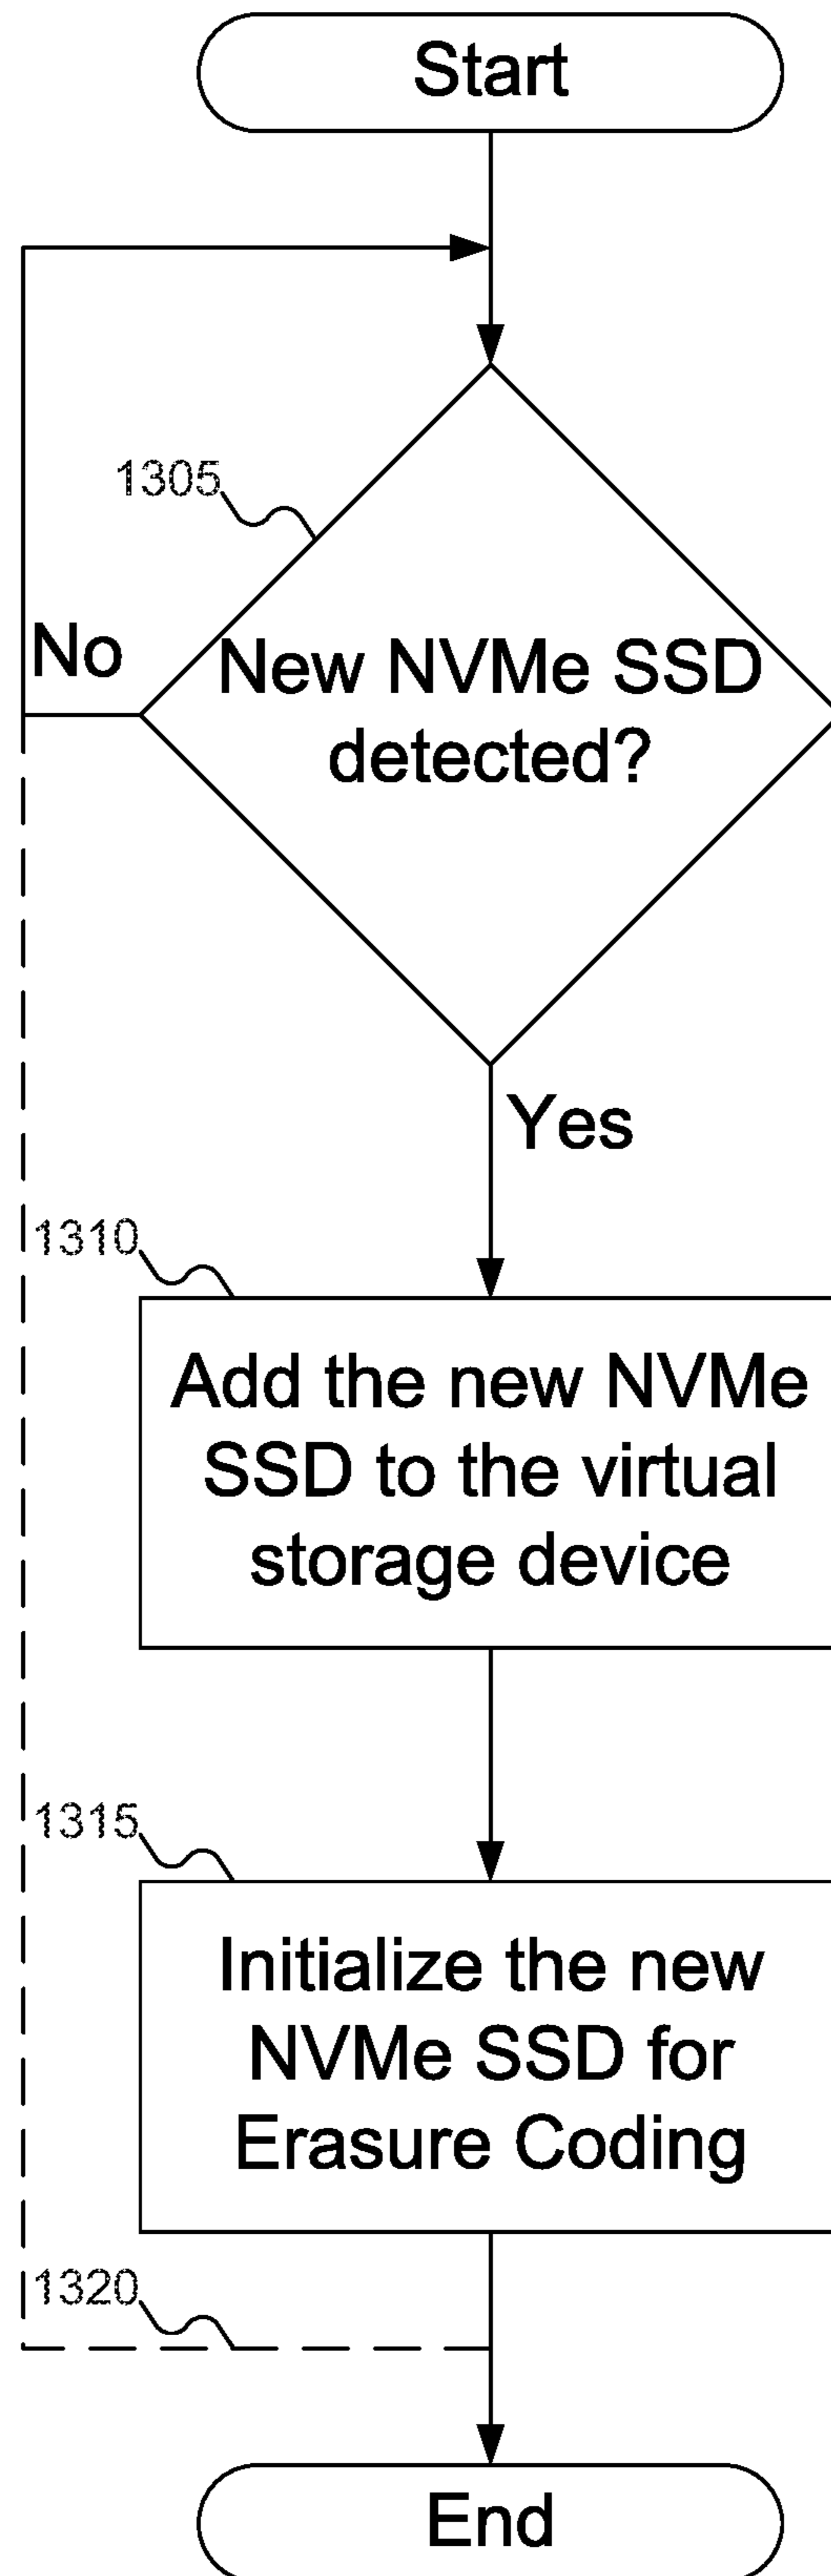 Start
1305
No
New NVMe SSD
detected?
Yes
1310
Add the new NVMe
SSD to the virtual
storage device
1315
Initialize the new
NVMe SSD for
Erasure Coding
1320
End